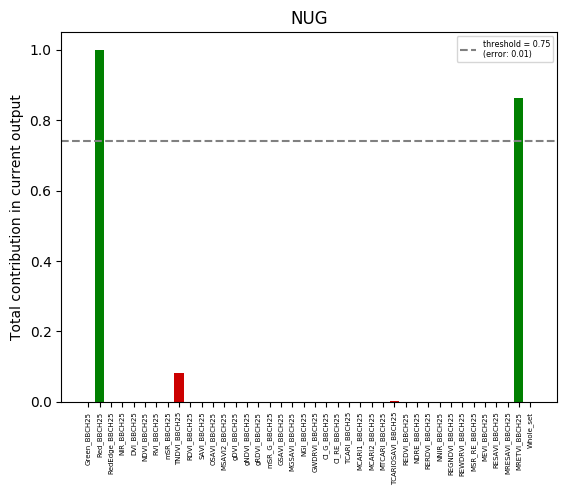 NUG
threshold = 0.75
(error: 0.01)
Total contribution in current output
1.0
0.8
0.6
0.4
0.2
0.0
Green_BBCH25
Red_BBCH25
RedEdge_BBCH25
NIR_BBCH25
DVI_BBCH25
NDVI_BBCH25
RVI_BBCH25
mSR_BBCH25
TNDVI_BBCH25
RDVI_BBCH25
SAVI_BBCH25
OSAVI_BBCH25
MSAVI2_BBCH25
gDVI_BBCH25
gNDVI_BBCH25
gRDVI_BBCH25
mSR_G_BBCH25
GSAVI_BBCH25
MGSAVI_BBCH25
NGI_BBCH25
GWDRVI_BBCH25
CI_G_BBCH25
CI_RE_BBCH25
TCARI_BBCH25
MCARI1_BBCH25
MCARI2_BBCH25
MTCARI_BBCH25
TCARIOSAVI_BBCH25
REDVI_BBCH25
NDRE_BBCH25
RERDVI_BBCH25
NNIR_BBCH25
REGNDVI_BBCH25
REWDRVI_BBCH25
MSR_RE_BBCH25
MEVI_BBCH25
RESAVI_BBCH25
MRESAVI_BBCH25
MRETVI_BBCH25
whole_set